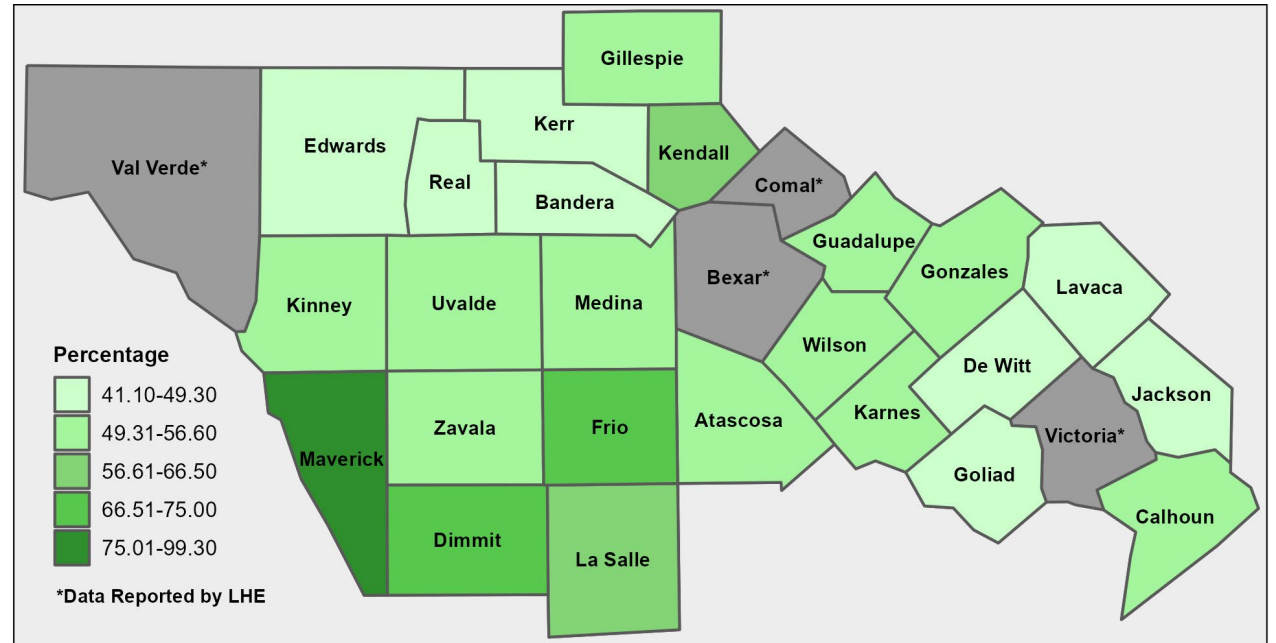 Gillespie
Kerr
Edwards
Kendall
Val Verde*
Real
Comal*
Bandera
Guadalupe
Gonzales
Bexar*
Lavaca
Kinney
Uvalde
Medina
Wilson
Percentage
De Witt
41.10-49.30
Jackson
Karnes
Atascosa
Zavala
Frio
49.31-56.60
Victoria*
Maverick
56.61-66.50
Goliad
66.51-75.00
Calhoun
Dimmit
75.01-99.30
La Salle
*Data Reported by LHE